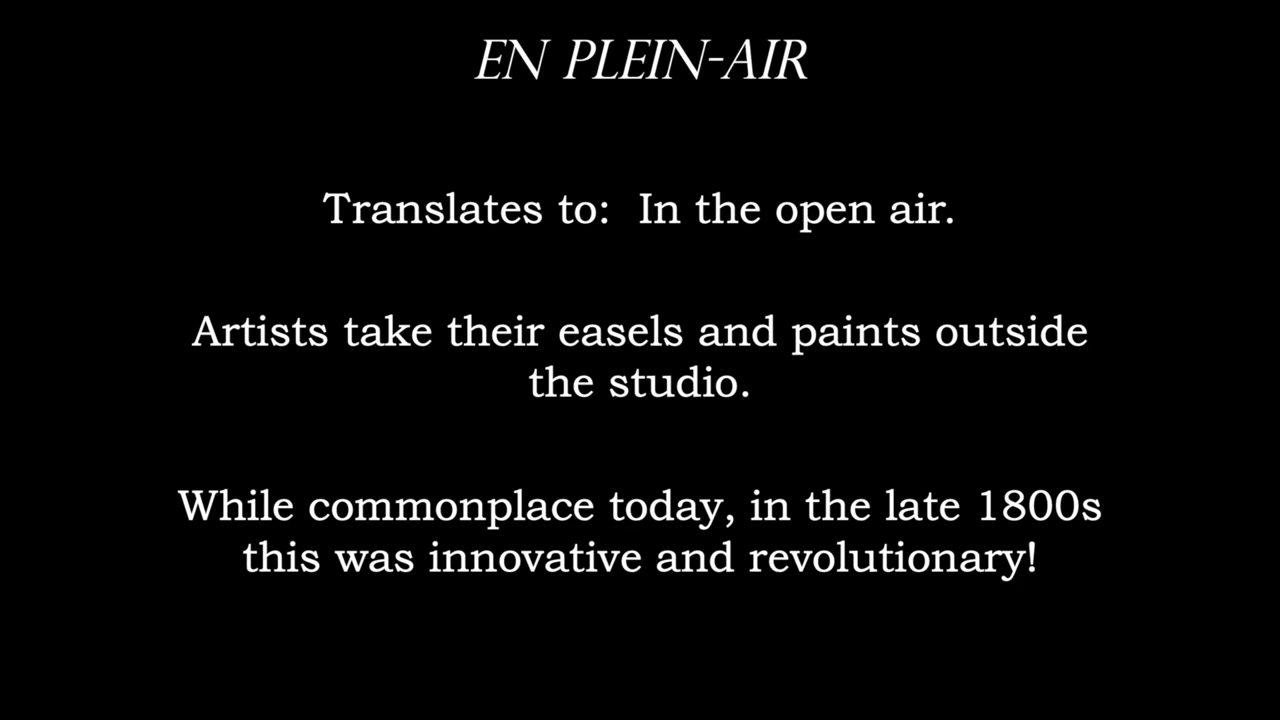 EN PLEIN-AIR
Translates to:  In the open air.
Artists take their easels and paints outside
the studio.
While commonplace today, in the late 1800s
this was innovative and revolutionary!